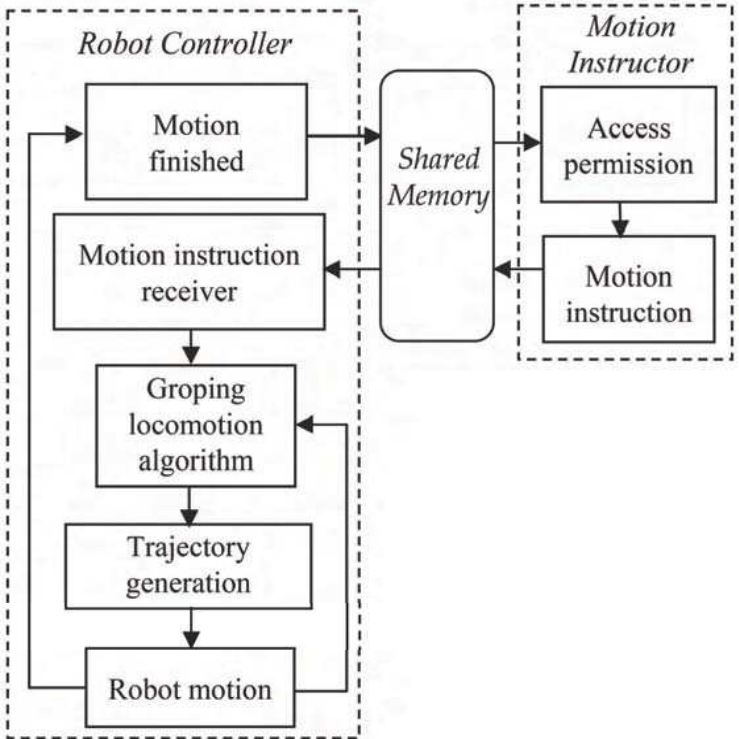 Robot Controller
Motion
finished
Motion instruction
receiver
Groping
locomotion
algorithm
Trajectory
generation
Robot motion
Shared
Memory
Motion
Instructor
Access
permission
Motion
instruction